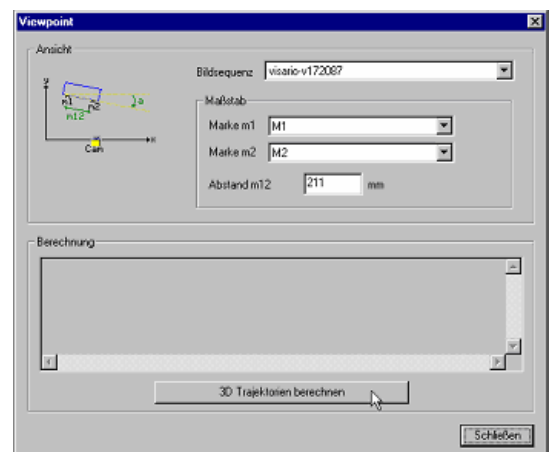 Viewpoint
Ansicht
y
m1
m2
a
m12
Cam
x
Bildsequenz visario-v172087
Maßstab
Marke m1 M1
Marke m2 M2
Abstand m12 211 mm
Berechnung
3D Trajektorien berechnen
Schließen